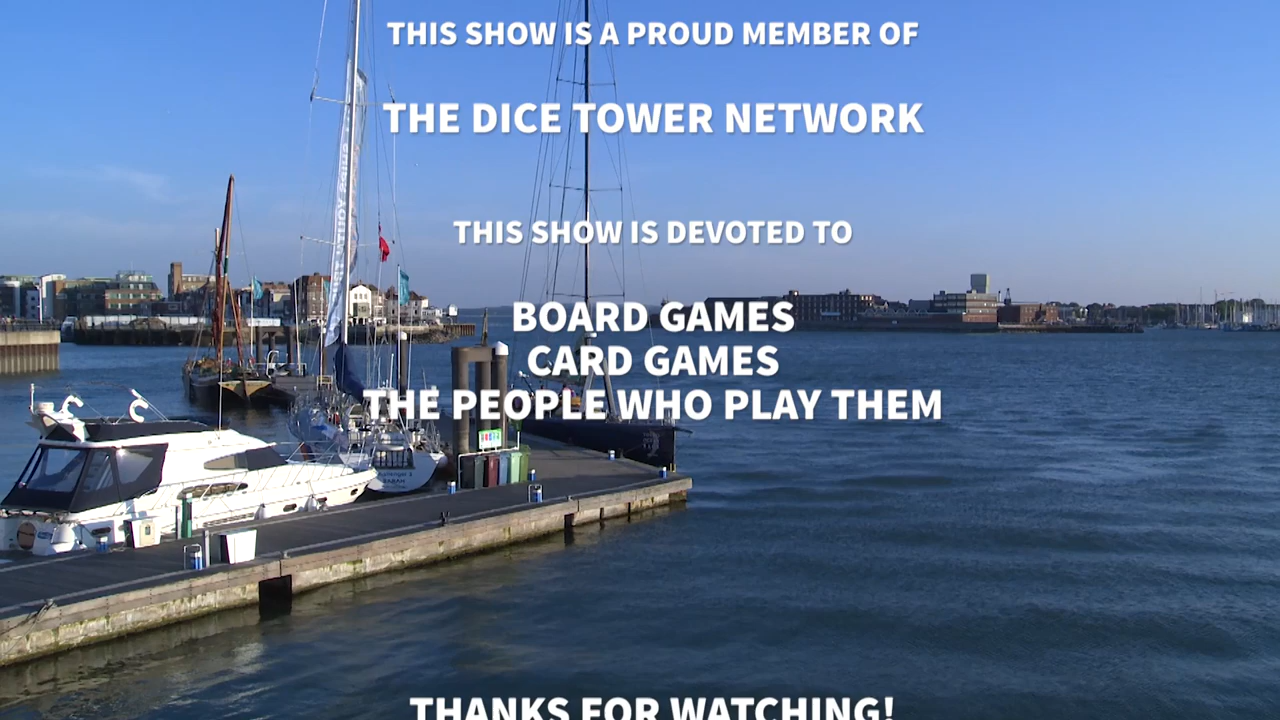 THIS SHOW IS A PROUD MEMBER OF
THE DICE TOWER NETWORK
THIS SHOW IS DEVOTED TO
BOARD GAMES
CARD GAMES
THE PEOPLE WHO PLAY THEM
THANKS FOR WATCHING!